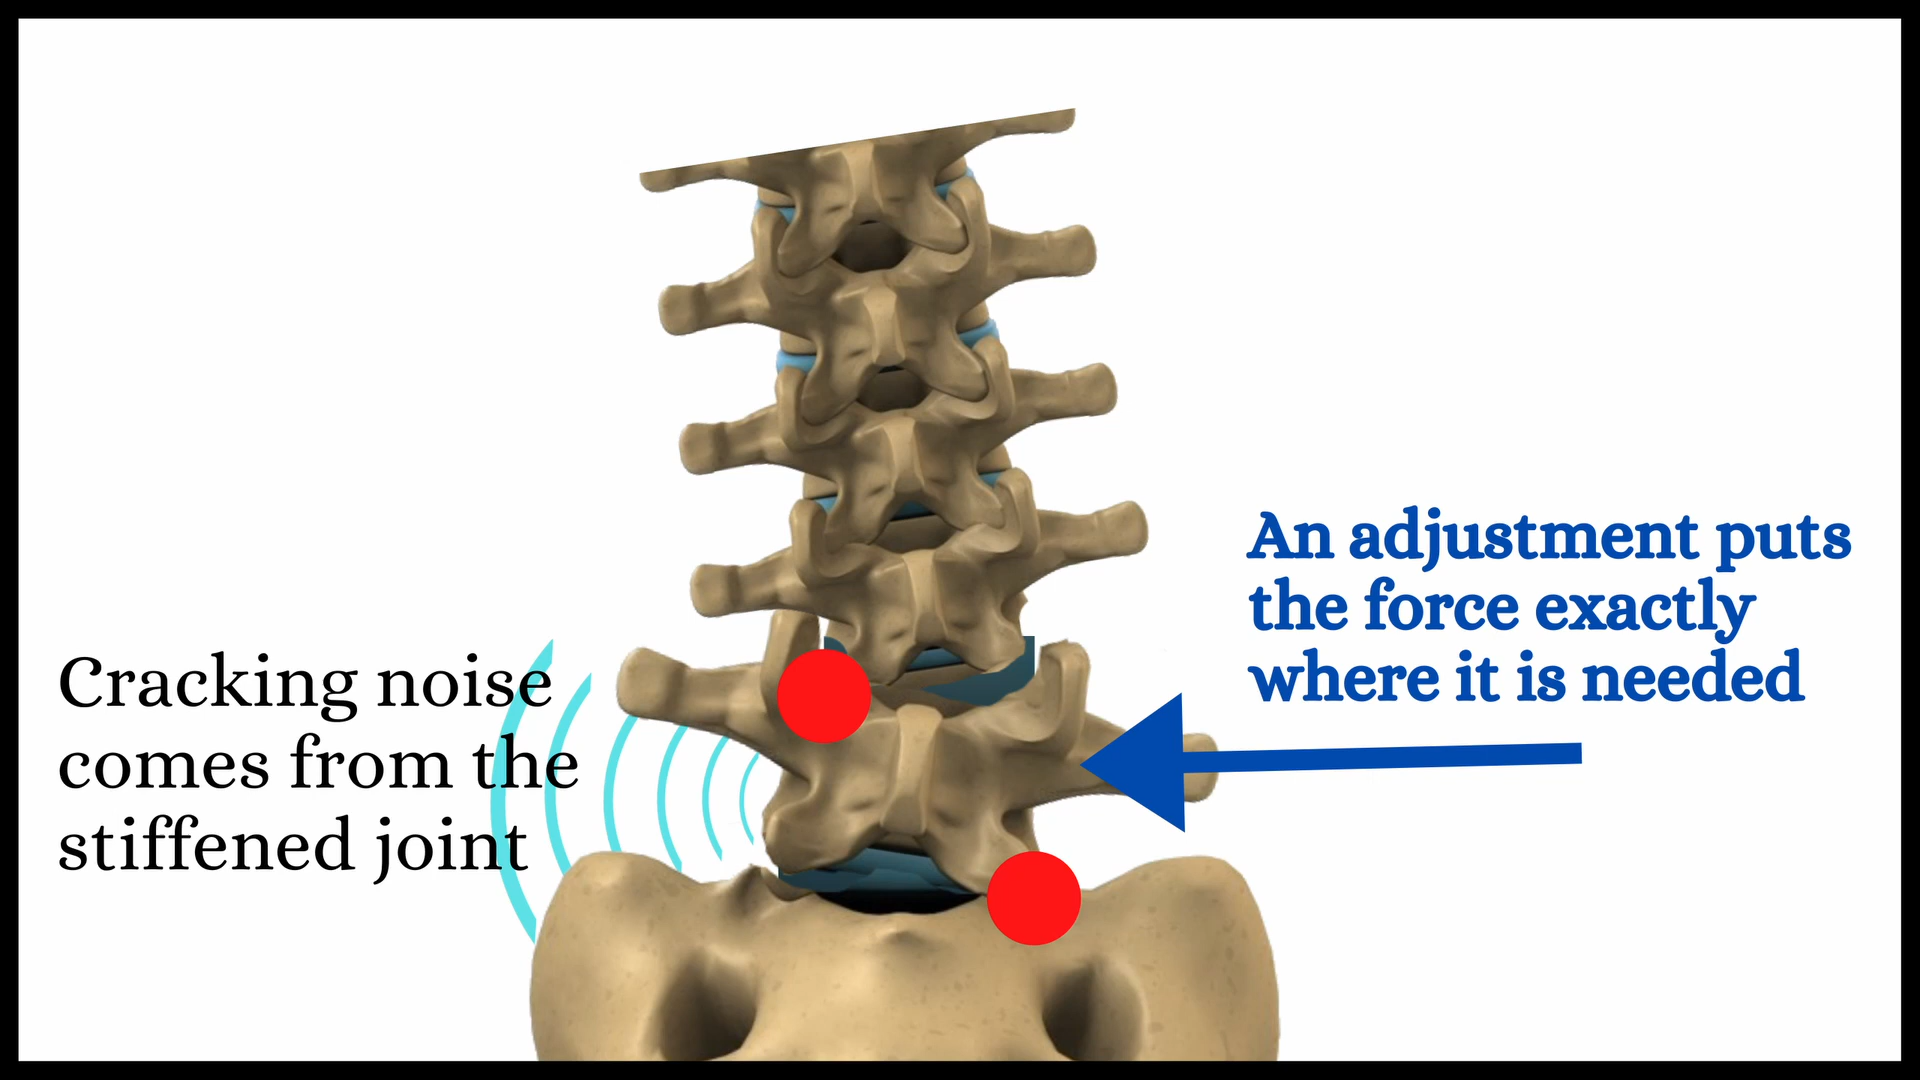 An adjustment puts
the force exactly
where it is needed
Cracking noise
comes from the
stiffened joint